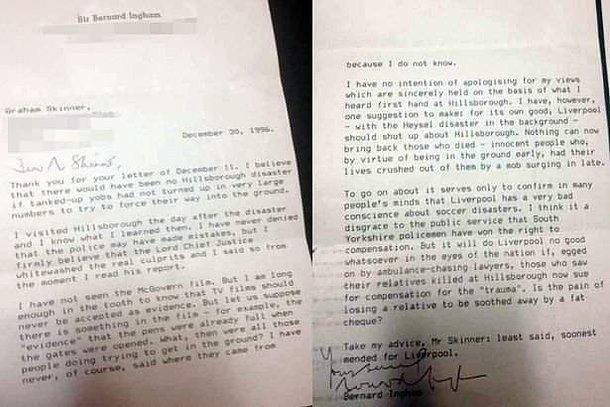 Sir Bernard Ingham
Graham Skinner,
December 30, 1996.
Dear Mr Skinner,
Thank you for your letter of December 11. I believe
that there would have been no Hillsborough disaster
if tanked-up yobs had not turned up in very large
numbers to try to force their way into the ground.
I visited Hillsborough the day after the disaster
and I know what I learned then. I have never denied
that the police may have made mistakes, but I
firmly believe that the Lord Chief Justice
whitewashed the real culprits and I said so from
the moment I read his report.
I have not seen the McGovern film. But I am long
enough in the tooth to know that TV films should
never be accepted as evidence. But let us suppose
there is something in the film - for example, the
"evidence" that the pens were already full when
the gates were opened. What, then, were all those
people doing trying to get in the ground? I have
never, of course, said where they came from
because I do not know.
I have no intention of apologising for my views
which are sincerely held on the basis of what I
heard first hand at Hillsborough. I have, however,
one suggestion to make: for its own good, Liverpool
- with the Heysel disaster in the background -
should shut up about Hillsborough. Nothing can now
bring back those who died - innocent people who,
by virtue of being in the ground early, had their
lives crushed out of them by a mob surging in late.
To go on about it serves only to confirm in many
people's minds that Liverpool has a very bad
conscience about soccer disasters. I think it a
disgrace to the public service that South
Yorkshire policemen have won the right to
compensation. But it will do Liverpool no good
whatsoever in the eyes of the nation if, egged
on by ambulance-chasing lawyers, those who saw
their relatives killed at Hillsborough now sue
for compensation for the "trauma". Is the pain of
losing a relative to be soothed away by a fat
cheque?
Take my advice, Mr Skinner: least said, soonest
mended for Liverpool.
Bernard Ingham